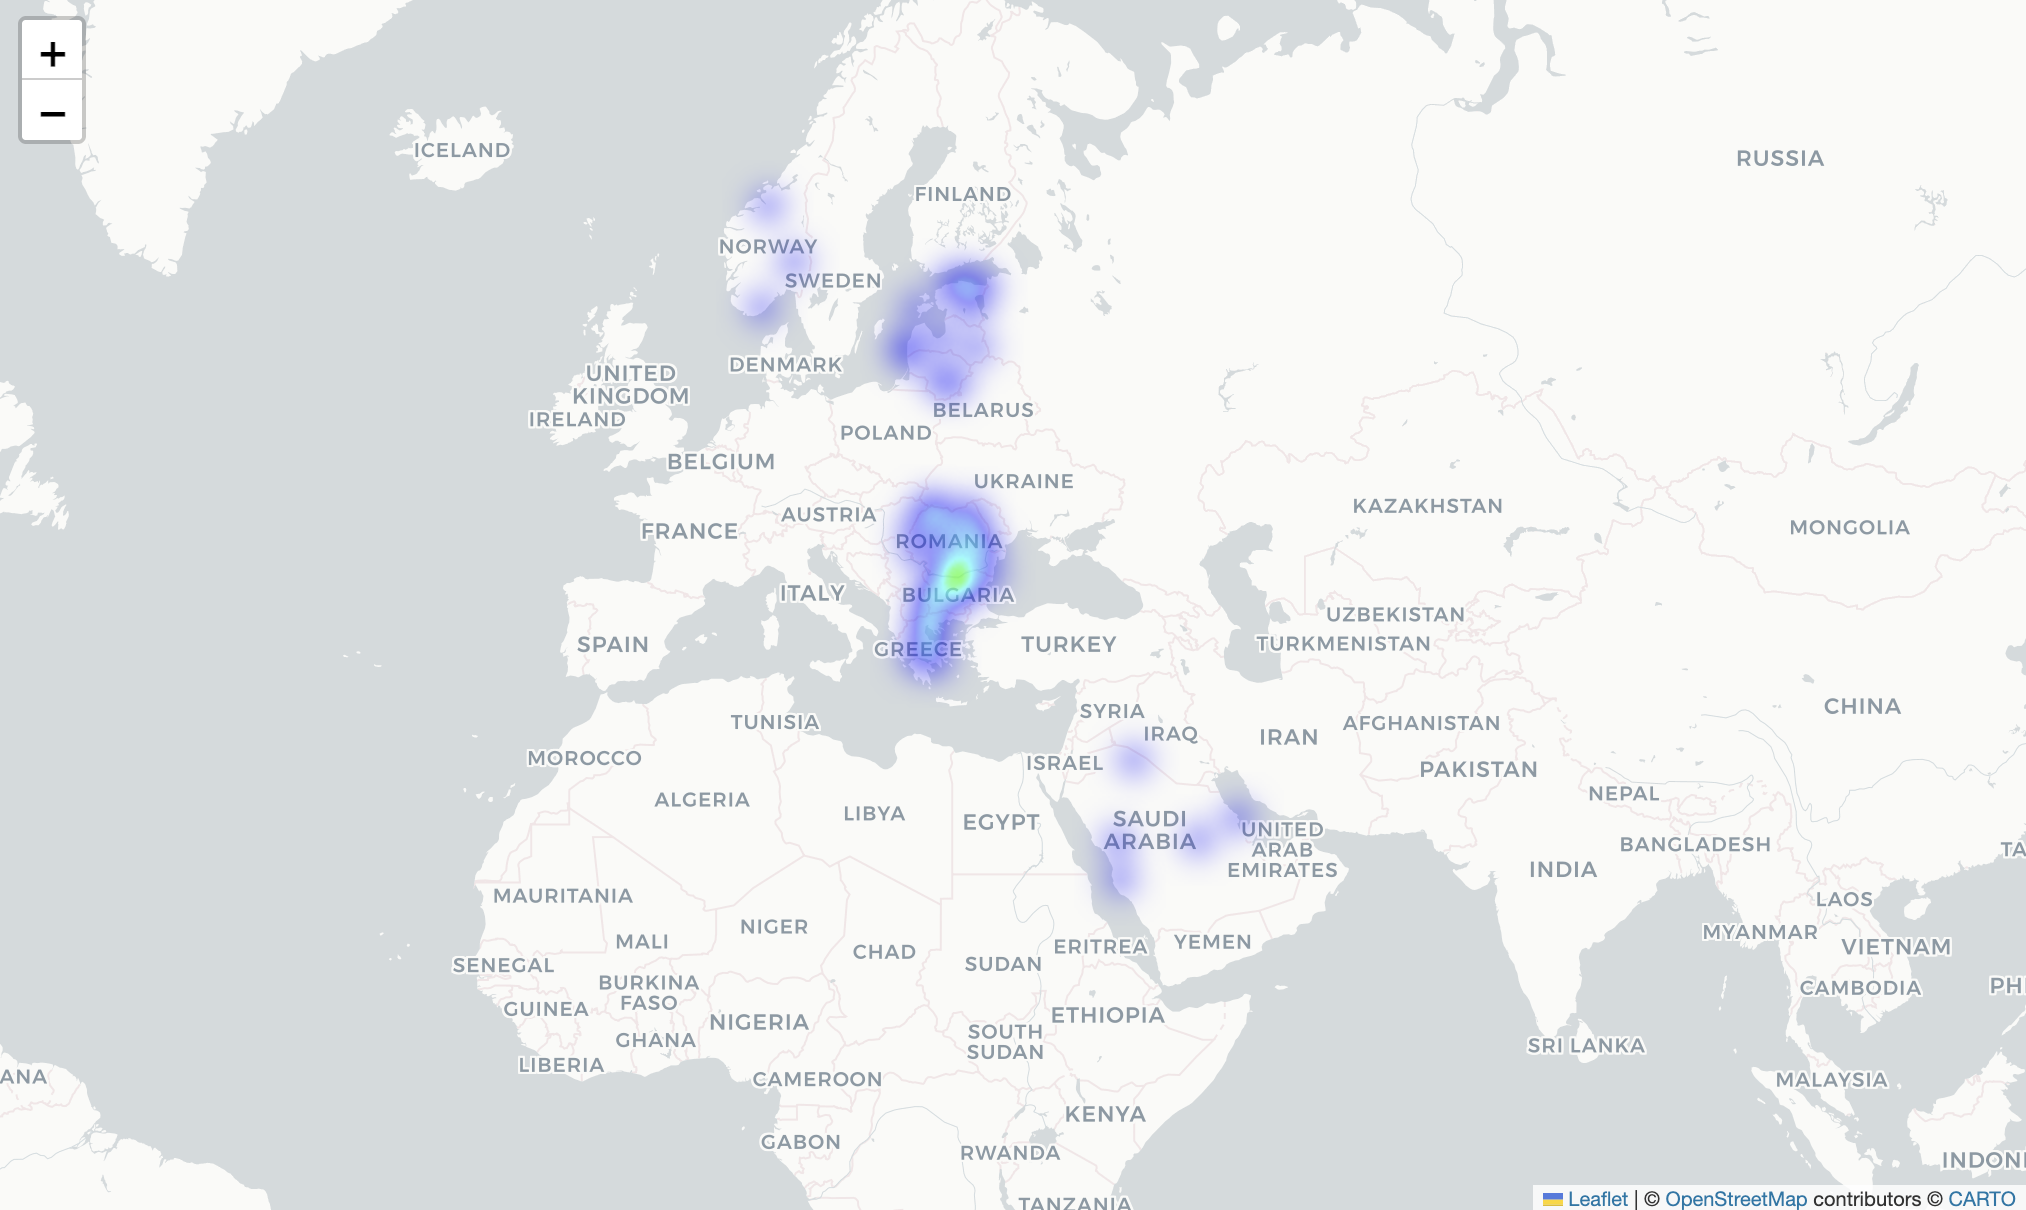 +
−
ICELAND
RUSSIA
FINLAND
NORWAY
SWEDEN
DENMARK
UNITED
KINGDOM
IRELAND
BELARUS
POLAND
BELGIUM
UKRAINE
KAZAKHSTAN
AUSTRIA
FRANCE
MONGOLIA
ROMANIA
ITALY
BULGARIA
UZBEKISTAN
SPAIN
GREECE
TURKEY
TURKMENISTAN
CHINA
SYRIA
TUNISIA
AFGHANISTAN
IRAQ
IRAN
MOROCCO
ISRAEL
PAKISTAN
NEPAL
ALGERIA
LIBYA
EGYPT
SAUDI
ARABIA
UNITED
ARAB
EMIRATES
BANGLADESH
TA
INDIA
MAURITANIA
LAOS
NIGER
MYANMAR
MALI
CHAD
ERITREA
YEMEN
VIETNAM
SENEGAL
SUDAN
BURKINA
FASO
CAMBODIA
PH
GUINEA
NIGERIA
ETHIOPIA
GHANA
SOUTH
SUDAN
SRI LANKA
LIBERIA
ANA
CAMEROON
MALAYSIA
KENYA
GABON
RWANDA
INDON
TANZANIA
Leaflet | © OpenStreetMap contributors © CARTO